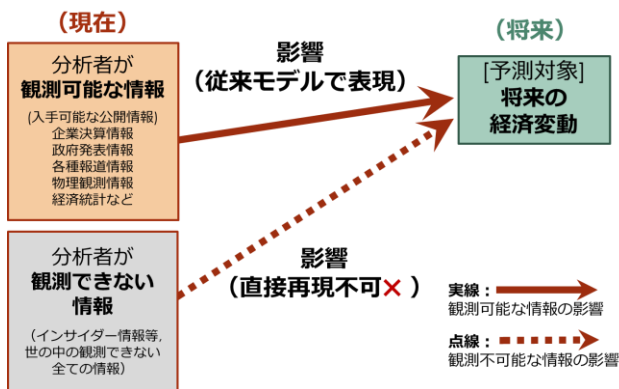 （現在）
分析者が
観測可能な情報
(入手可能な公開情報)
企業決算情報
政府発表情報
各種報道情報
物理観測情報
経済統計など
影響
（従来モデルで表現）
（将来）
[予測対象]
将来の
経済変動
分析者が
観測できない
情報
（インサイダー情報等,
世の中の観測できない
全ての情報）
影響
（直接再現不可× ）
実線：
観測可能な情報の影響
点線：
観測不可能な情報の影響